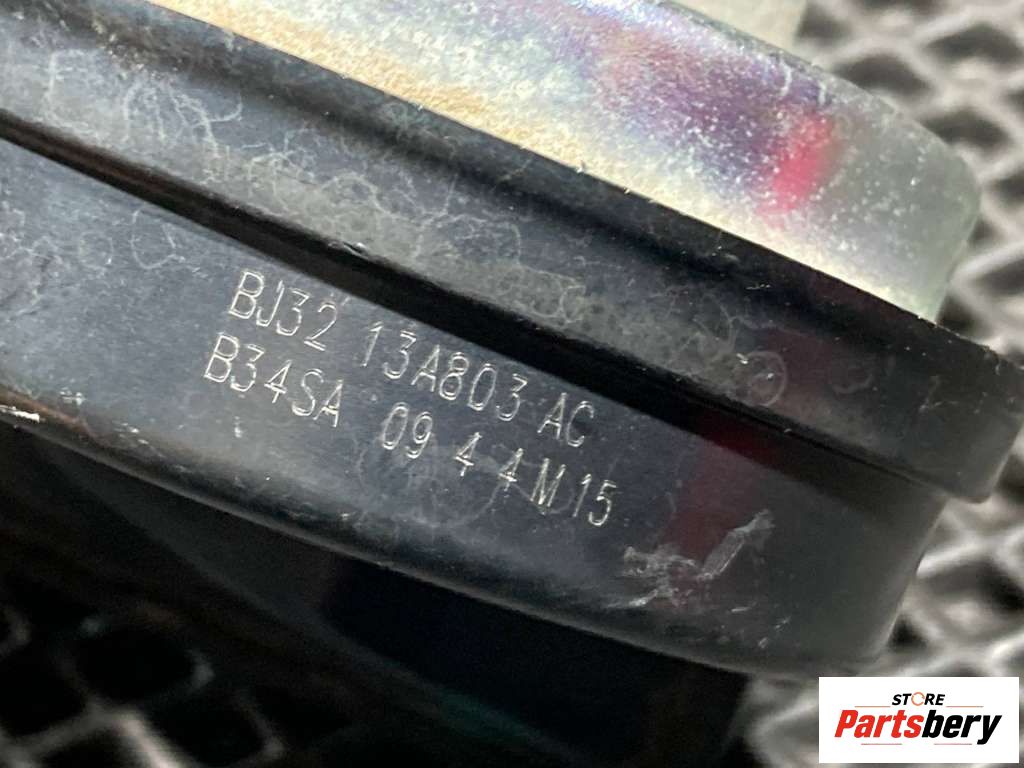 BJ32 13A803 AC
B34SA 09 4 4M15
STORE
Partsbery